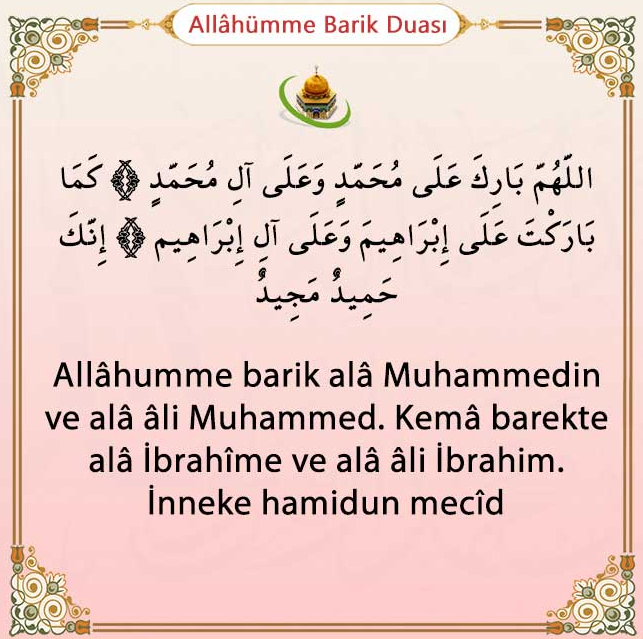 Allâhümme Barik Duası
اللّهُمّ بَارِكَ عَلَى مُحَمّدٍ وَعَلَى آلِ مُحَمّدٍ ﴿﴾ كَمَا
بَارَكْتَ عَلَى إِبْرَاهِيمَ وَعَلَى آلِ إِبْرَاهِيم ﴿﴾ إِنّكَ
حَمِيدٌ مَجِيدٌ
Allâhumme barik alâ Muhammedin
ve alâ âli Muhammed. Kemâ barekte
alâ İbrahîme ve alâ âli İbrahim.
İnneke hamidun mecîd